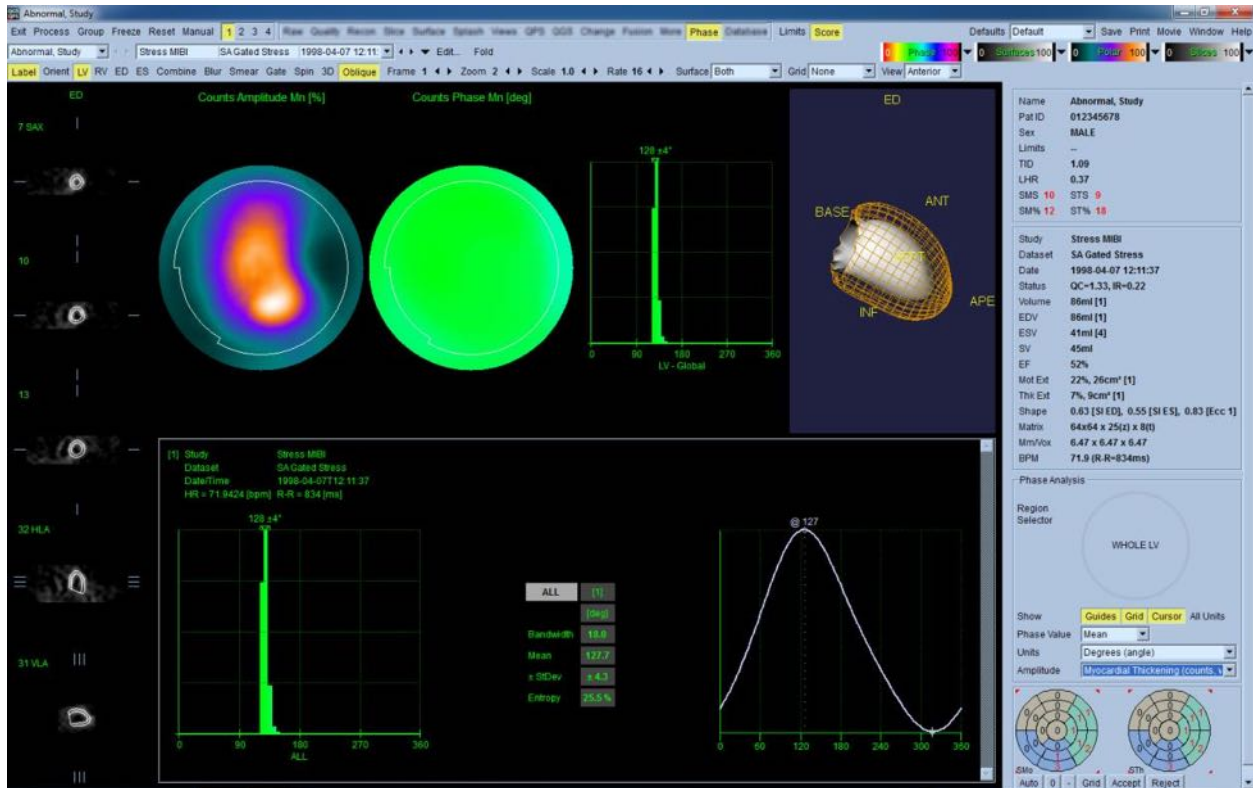 Abnormal, Study
Exit Process Group Freeze Reset Manual 1 2 3 4 Raw Quality Recon Slice Surface Splash Views QPS QGS Change Fusion More Phase Database Limits Score Defaults Default Save Print Movie Window Help
Abnormal, Study Stress MIBI SA Gated Stress 1998-04-07 12:11: Edit... Fold 0 Phase 100 0 Surfaces 100 0 Polar 100 0 Slices 100
Label Orient LV RV ED ES Combine Blur Smear Gate Spin 3D Oblique Frame 1 Zoom 2 Scale 1.0 Rate 16 Surface Both Grid None View Anterior
ED
7 SAX
10
13
32 HLA
31 VLA
Counts Amplitude Mn [%]
Counts Phase Mn [deg]
128 ±4°
0 90 180 270 360
LV - Global
ED
BASE
ANT
INF
APE
[1] Study Stress MIBI
Dataset SA Gated Stress
Date/Time 1998-04-07T12:11:37
HR = 71.9424 [bpm] R-R = 834 [ms]
128 ±4°
0 90 180 270 360
ALL
ALL [1]
[deg]
Bandwidth 18.0
Mean 127.7
± StDev ± 4.3
Entropy 25.5 %
@ 127
0 60 120 180 240 300 360
Name Abnormal, Study
Pat ID 012345678
Sex MALE
Limits --
TID 1.09
LHR 0.37
SMS 10 STS 9
SM% 12 ST% 18
Study Stress MIBI
Dataset SA Gated Stress
Date 1998-04-07 12:11:37
Status QC=1.33, IR=0.22
Volume 86ml [1]
EDV 86ml [1]
ESV 41ml [4]
SV 45ml
EF 52%
Mot Ext 22%, 26cm² [1]
Thk Ext 7%, 9cm² [1]
Shape 0.63 [SI ED], 0.55 [SI ES], 0.83 [Ecc 1]
Matrix 64x64 x 25(z) x 8(t)
Mm/Vox 6.47 x 6.47 x 6.47
BPM 71.9 (R-R=834ms)
Phase Analysis
Region
Selector
WHOLE LV
Show Guides Grid Cursor All Units
Phase Value Mean
Units Degrees (angle)
Amplitude Myocardial Thickening (counts,
SMo
STh
Auto 0 - Grid Accept Reject